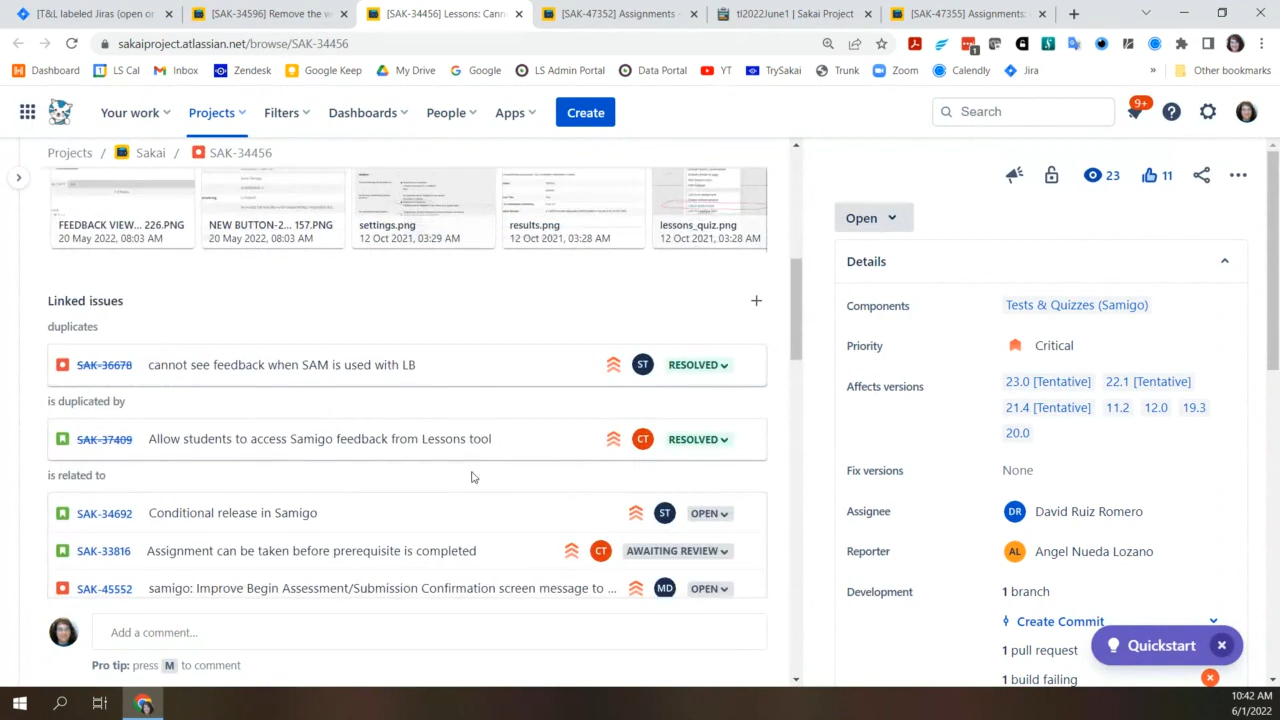 [T&L labeled Jiras (open or
[SAK-34596] Remove the w
[SAK-34456] Lessons: Cann
[SAK-47352] Assignments -
tl2022June1 | Sakai Project
[SAK-47355] Assignments:
sakaiproject.atlassian.net/browse/SAK-34456
Dashboard
LS Cal
Inbox
Zendesk
Google Keep
My Drive
Google
LS Admin Portal
Data Portal
YT
TrySakai
Trunk
Zoom
Calendly
Jira
»
Other bookmarks
Your work
Projects
Filters
Dashboards
People
Apps
Create
Search
9+
Projects / Sakai / SAK-34456
23
11
FEEDBACK VIEW... 226.PNG
20 May 2022, 08:03 AM
NEW BUTTON-2... 157.PNG
20 May 2022, 08:03 AM
settings.png
12 Oct 2021, 03:29 AM
results.png
12 Oct 2021, 03:28 AM
lessons_quiz.png
12 Oct 2021, 03:28 AM
Linked issues
duplicates
SAK-36678 cannot see feedback when SAM is used with LB ST RESOLVED
is duplicated by
SAK-37409 Allow students to access Samigo feedback from Lessons tool CT RESOLVED
is related to
SAK-34692 Conditional release in Samigo ST OPEN
SAK-33816 Assignment can be taken before prerequisite is completed CT AWAITING REVIEW
SAK-45552 samigo: Improve Begin Assessment/Submission Confirmation screen message to ... MD OPEN
Add a comment...
Pro tip: press M to comment
Open
Details
Components Tests & Quizzes (Samigo)
Priority Critical
Affects versions 23.0 [Tentative] 22.1 [Tentative]
21.4 [Tentative] 11.2 12.0 19.3
20.0
Fix versions None
Assignee DR David Ruiz Romero
Reporter AL Angel Nueda Lozano
Development 1 branch
Create Commit
1 pull request
1 build failing
Quickstart
10:42 AM
6/1/2022